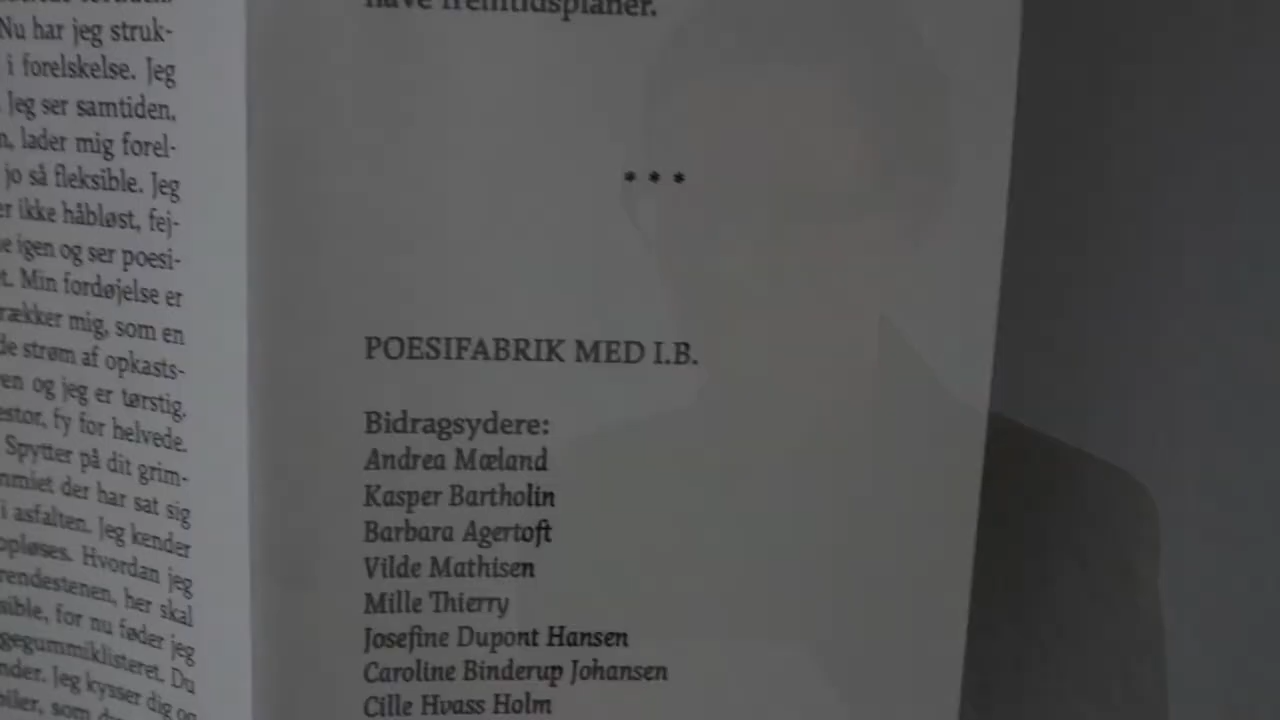 Nu har jeg struk-
i forelskelse. Jeg
Jeg ser samtiden,
lader mig forel-
jo så fleksible. Jeg
ikke håbløst, fej-
igen og ser poesi-
Min fordøjelse er
rækker mig, som en
strøm af opkasts-
og jeg er tørstig,
fy for helvede.
Spytter på dit grim-
der har sat sig
i asfalten. Jeg kender
Hvordan jeg
rendestenen, her skal
for nu føder jeg
Du
Jeg kysser dig og
som
have fremtidsplaner.
* * *
POESIFABRIK MED I.B.
Bidragsydere:
Andrea Mæland
Kasper Bartholin
Barbara Agertoft
Vilde Mathisen
Mille Thierry
Josefine Dupont Hansen
Caroline Binderup Johansen
Cille Hvass Holm